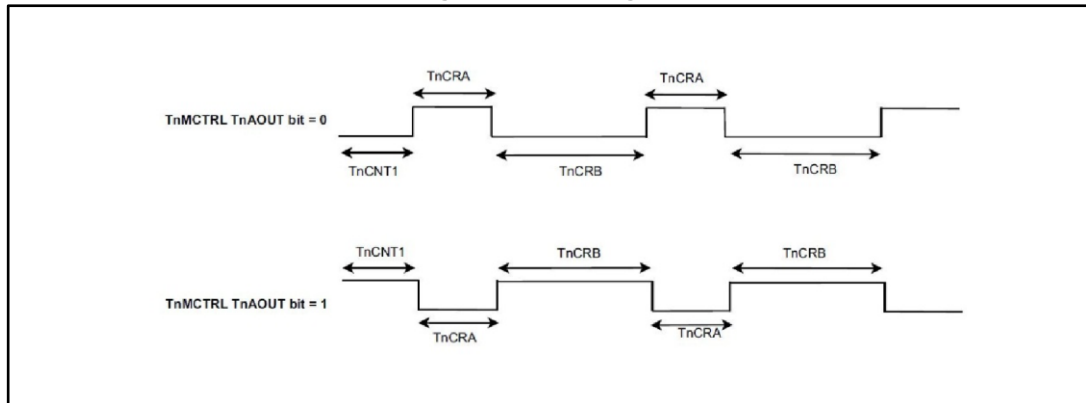 TnCRA TnCRA
TnMCTRL TnAOUT bit = 0
TnCNT1 TnCRB TnCRB
TnCNT1 TnCRB TnCRB
TnMCTRL TnAOUT bit = 1
TnCRA TnCRA